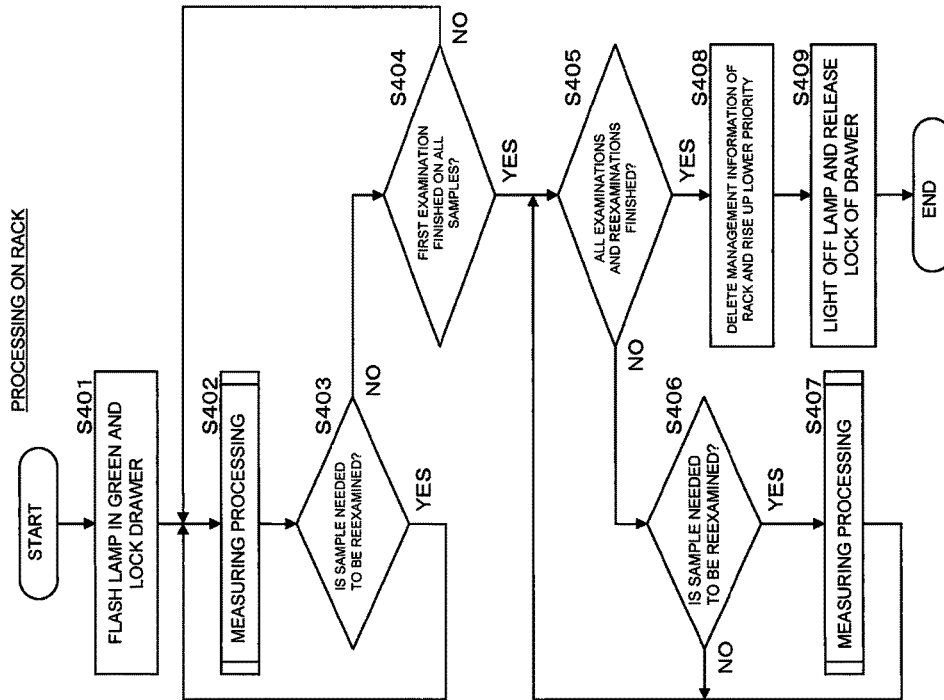 PROCESSING ON RACK
START
S401
FLASH LAMP IN GREEN AND
LOCK DRAWER
S402
MEASURING PROCESSING
S403
IS SAMPLE NEEDED
TO BE REEXAMINED?
NO
YES
S404
FIRST EXAMINATION
FINISHED ON ALL
SAMPLES?
NO
YES
S405
ALL EXAMINATIONS
AND REEXAMINATIONS
FINISHED?
NO
YES
S406
IS SAMPLE NEEDED
TO BE REEXAMINED?
NO
YES
S407
MEASURING PROCESSING
S408
DELETE MANAGEMENT INFORMATION OF
RACK AND RISE UP LOWER PRIORITY
S409
LIGHT OFF LAMP AND RELEASE
LOCK OF DRAWER
END